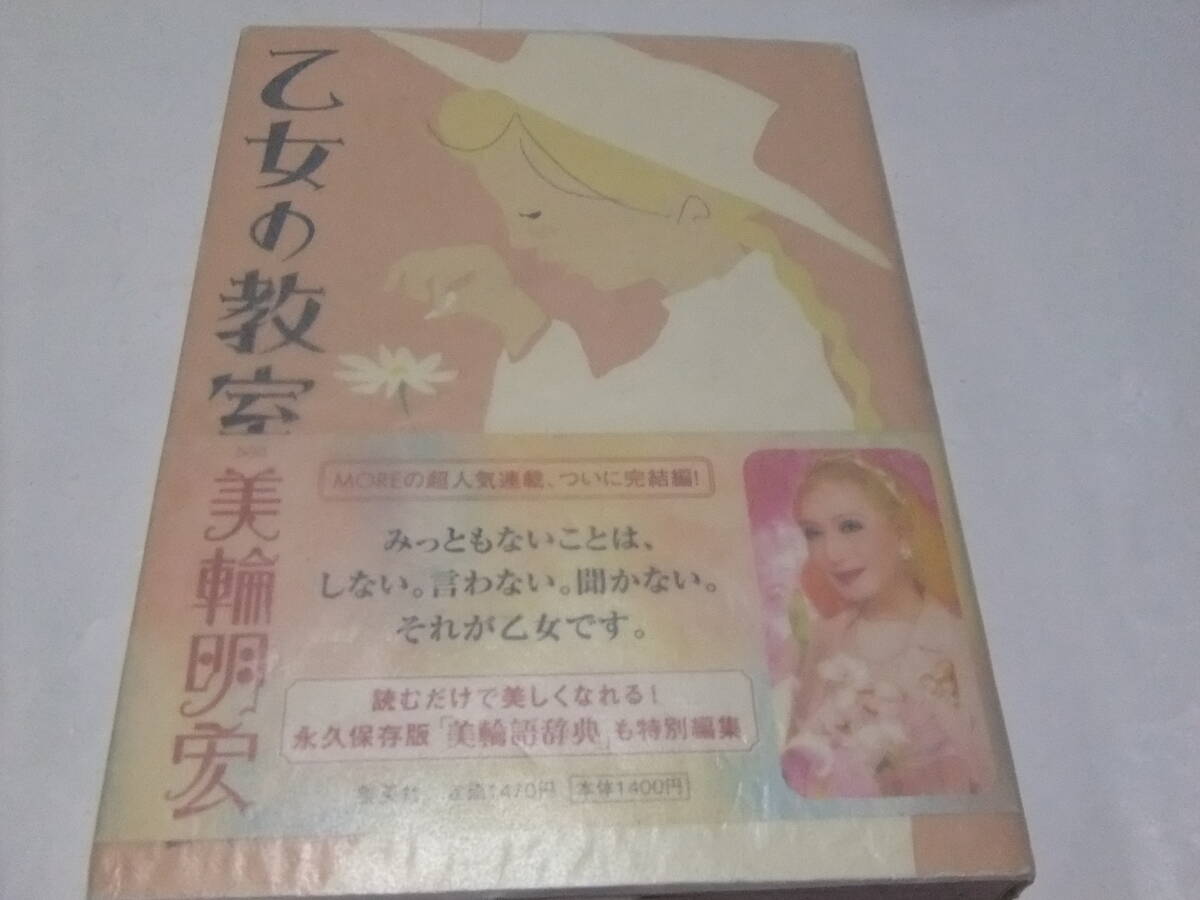 乙女の教室
美輪明宏
MOREの超人気連載、ついに完結編!
みっともないことは、
しない。言わない。聞かない。
それが乙女です。
読むだけで美しくなれる!
永久保存版「美輪語辞典」も特別編集
集英社 定価1470円 本体1400円